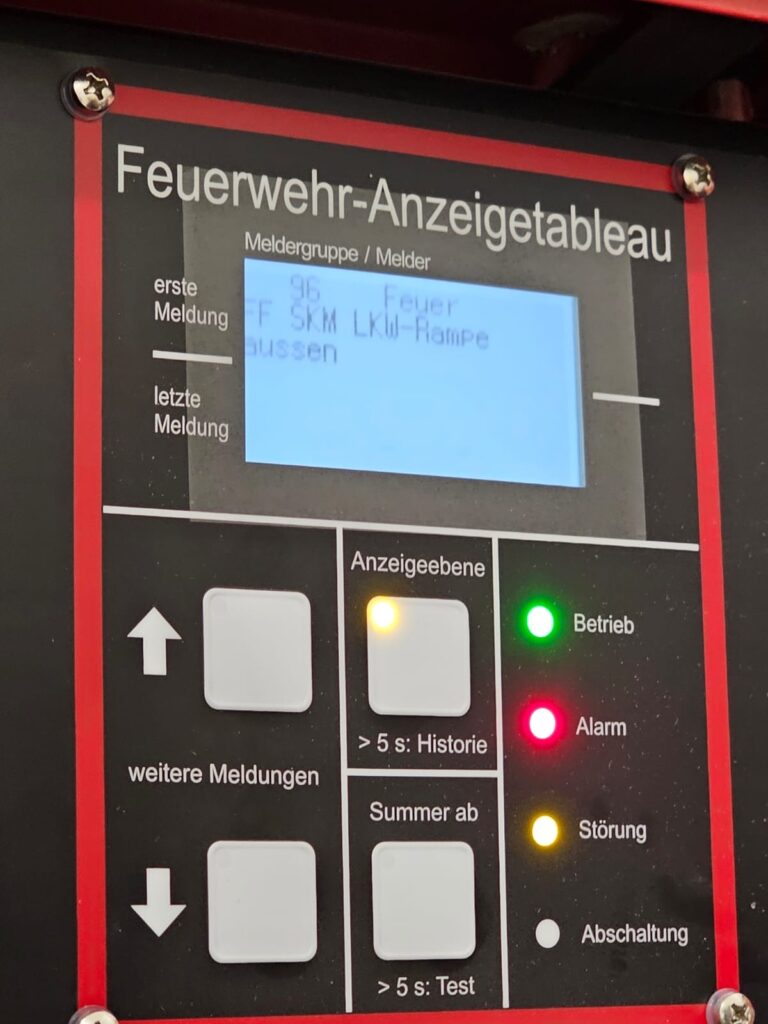 Feuerwehr-Anzeigetableau
Meldergruppe / Melder
erste
Meldung
96 Feuer
FF SKM LKW-Rampe
aussen
letzte
Meldung
Anzeigeebene
> 5 s: Historie
weitere Meldungen
Summer ab
> 5 s: Test
Betrieb
Alarm
Störung
Abschaltung